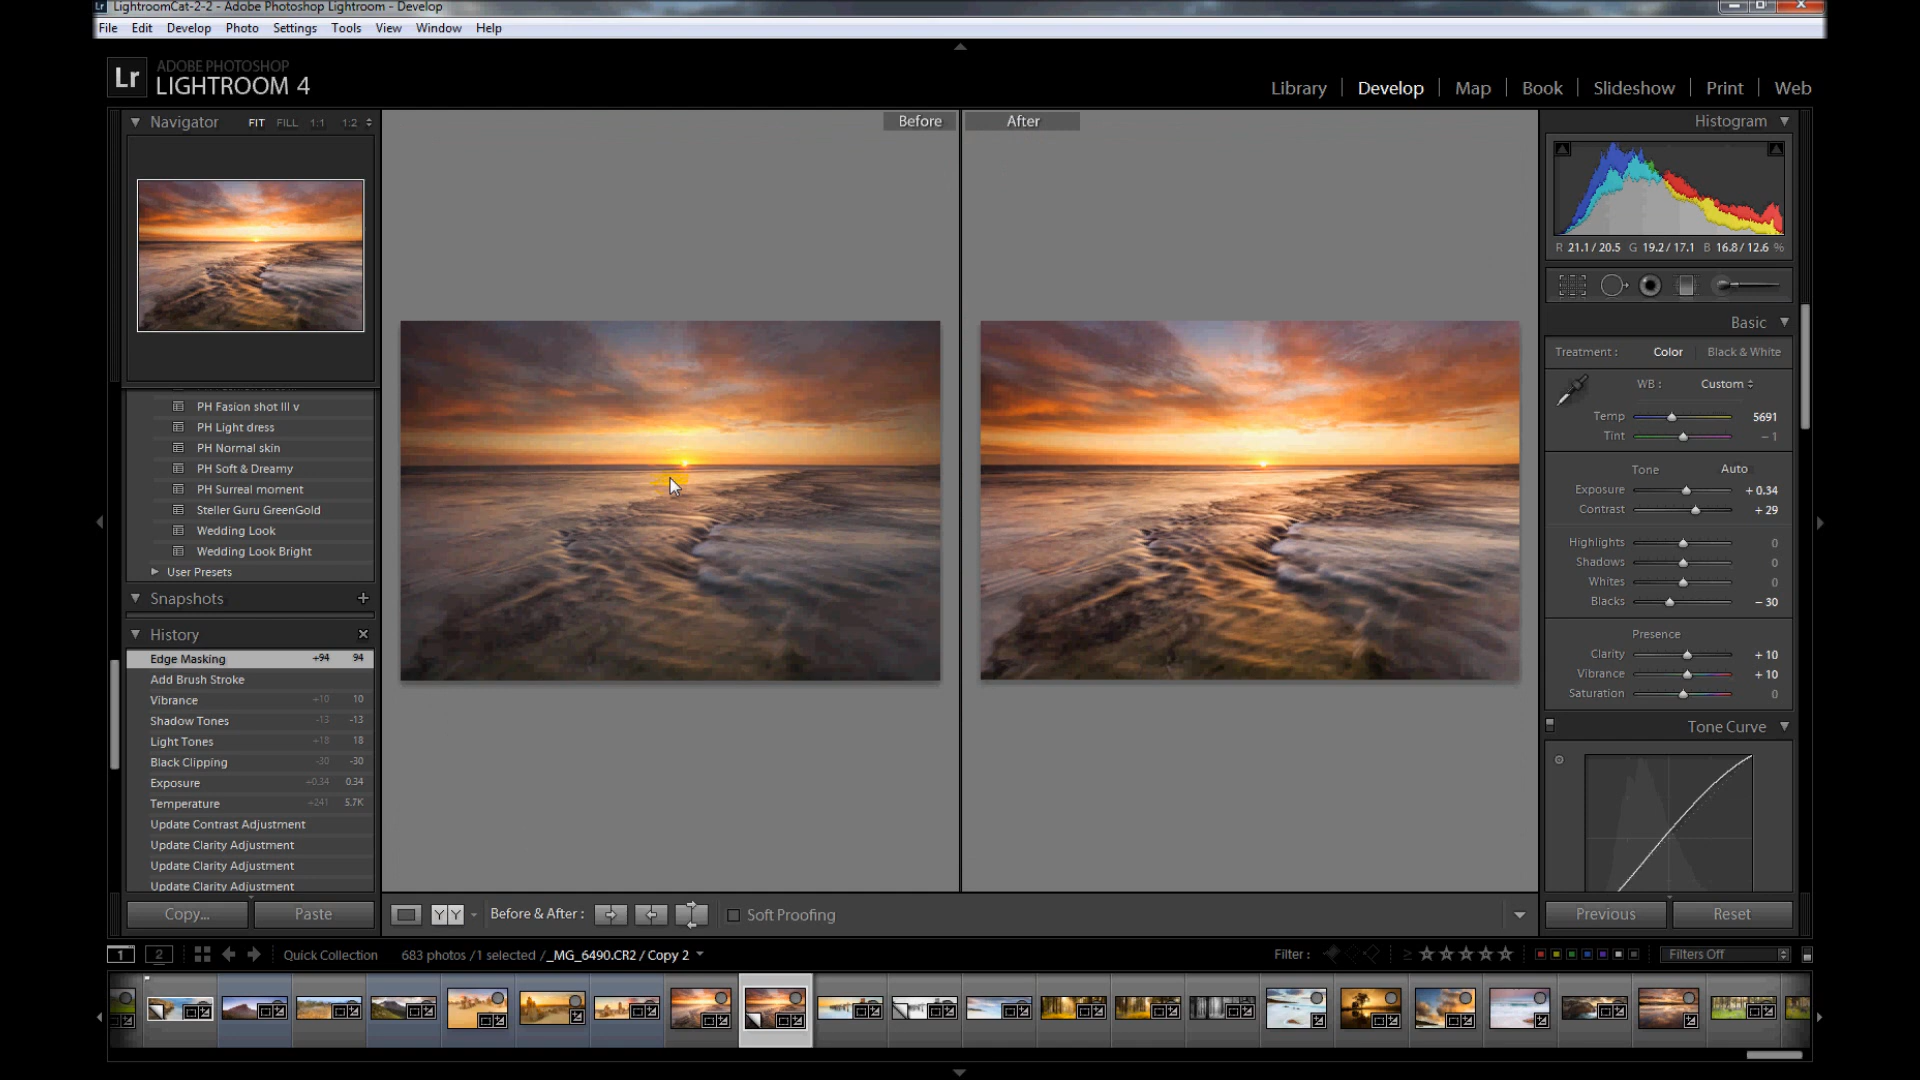 LightroomCat-2-2 - Adobe Photoshop Lightroom - Develop
File Edit Develop Photo Settings Tools View Window Help
Lr ADOBE PHOTOSHOP
LIGHTROOM 4
Library Develop Map Book Slideshow Print Web
Navigator FIT FILL 1:1 1:2
Before
After
Histogram
R 21.1 / 20.5 G 19.2 / 17.1 B 16.8 / 12.6 %
Basic
Treatment : Color Black & White
WB : Custom
Temp 5691
Tint – 1
Tone Auto
Exposure + 0.34
Contrast + 29
Highlights 0
Shadows 0
Whites 0
Blacks – 30
Presence
Clarity + 10
Vibrance + 10
Saturation 0
Tone Curve
PH Fasion shot III v
PH Light dress
PH Normal skin
PH Soft & Dreamy
PH Surreal moment
Steller Guru GreenGold
Wedding Look
Wedding Look Bright
User Presets
Snapshots +
History
Edge Masking +94 94
Add Brush Stroke
Vibrance +10 10
Shadow Tones -13 -13
Light Tones +18 18
Black Clipping -30 -30
Exposure +0.34 0.34
Temperature +241 5.7K
Update Contrast Adjustment
Update Clarity Adjustment
Update Clarity Adjustment
Update Clarity Adjustment
Copy... Paste
Y Y Before & After : Soft Proofing
Previous Reset
1 2 Quick Collection 683 photos /1 selected /_MG_6490.CR2 / Copy 2
Filter : ≥ Filters Off